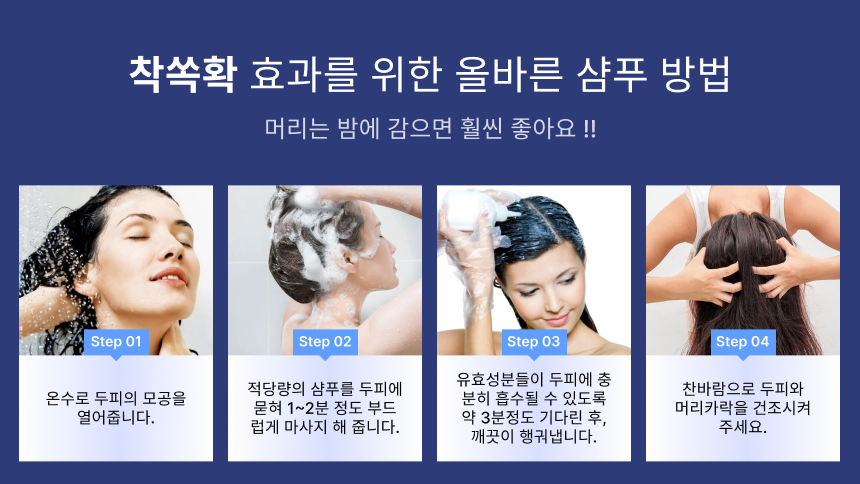 착쏙확 효과를 위한 올바른 샴푸 방법
머리는 밤에 감으면 훨씬 좋아요 !!
Step 01
온수로 두피의 모공을
열어줍니다.
Step 02
적당량의 샴푸를 두피에
묻혀 1~2분 정도 부드
럽게 마사지 해 줍니다.
Step 03
유효성분들이 두피에 충
분히 흡수될 수 있도록
약 3분정도 기다린 후,
깨끗이 행궈냅니다.
Step 04
찬바람으로 두피와
머리카락을 건조시켜
주세요.